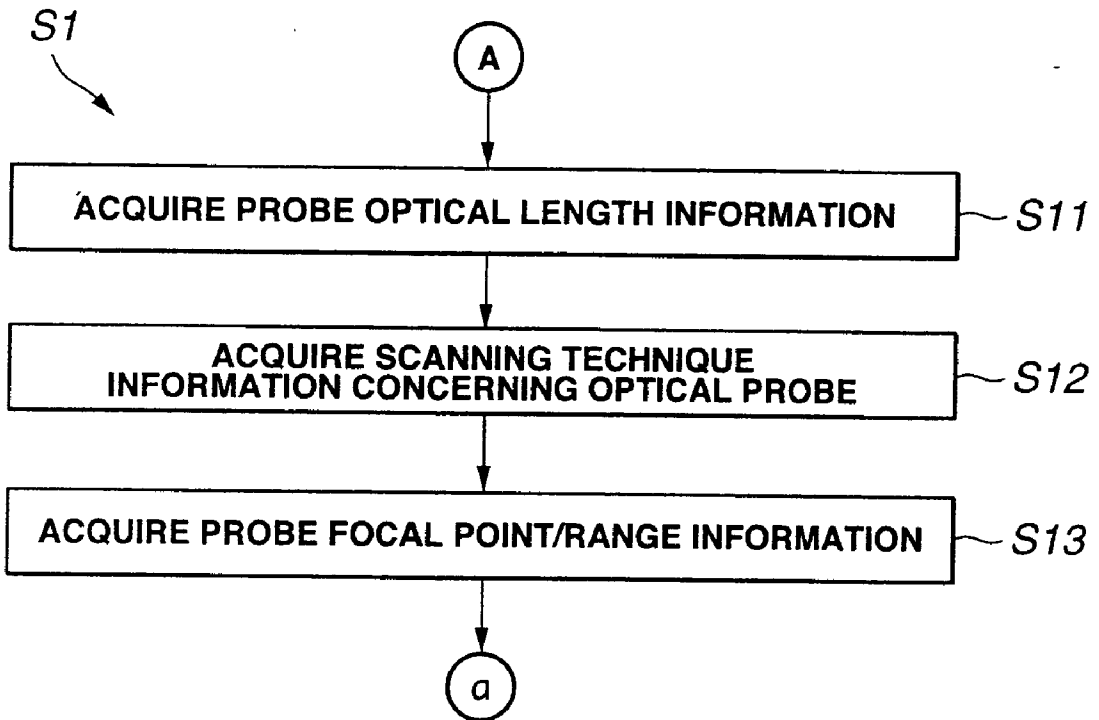 S1
A
ACQUIRE PROBE OPTICAL LENGTH INFORMATION
S11
ACQUIRE SCANNING TECHNIQUE
INFORMATION CONCERNING OPTICAL PROBE
S12
ACQUIRE PROBE FOCAL POINT/RANGE INFORMATION
S13
a